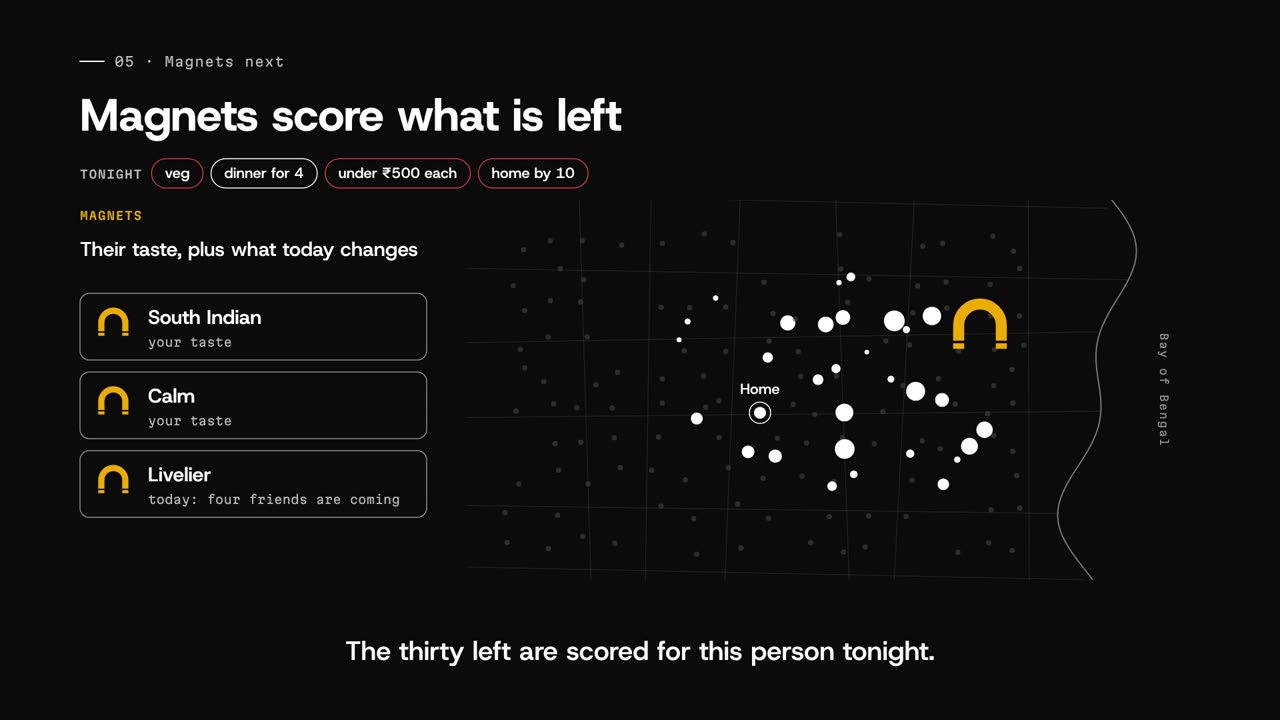 05 · Magnets next
Magnets score what is left
TONIGHT veg dinner for 4 under ₹500 each home by 10
MAGNETS
Their taste, plus what today changes
South Indian
your taste
Calm
your taste
Livelier
today: four friends are coming
Home
Bay of Bengal
The thirty left are scored for this person tonight.